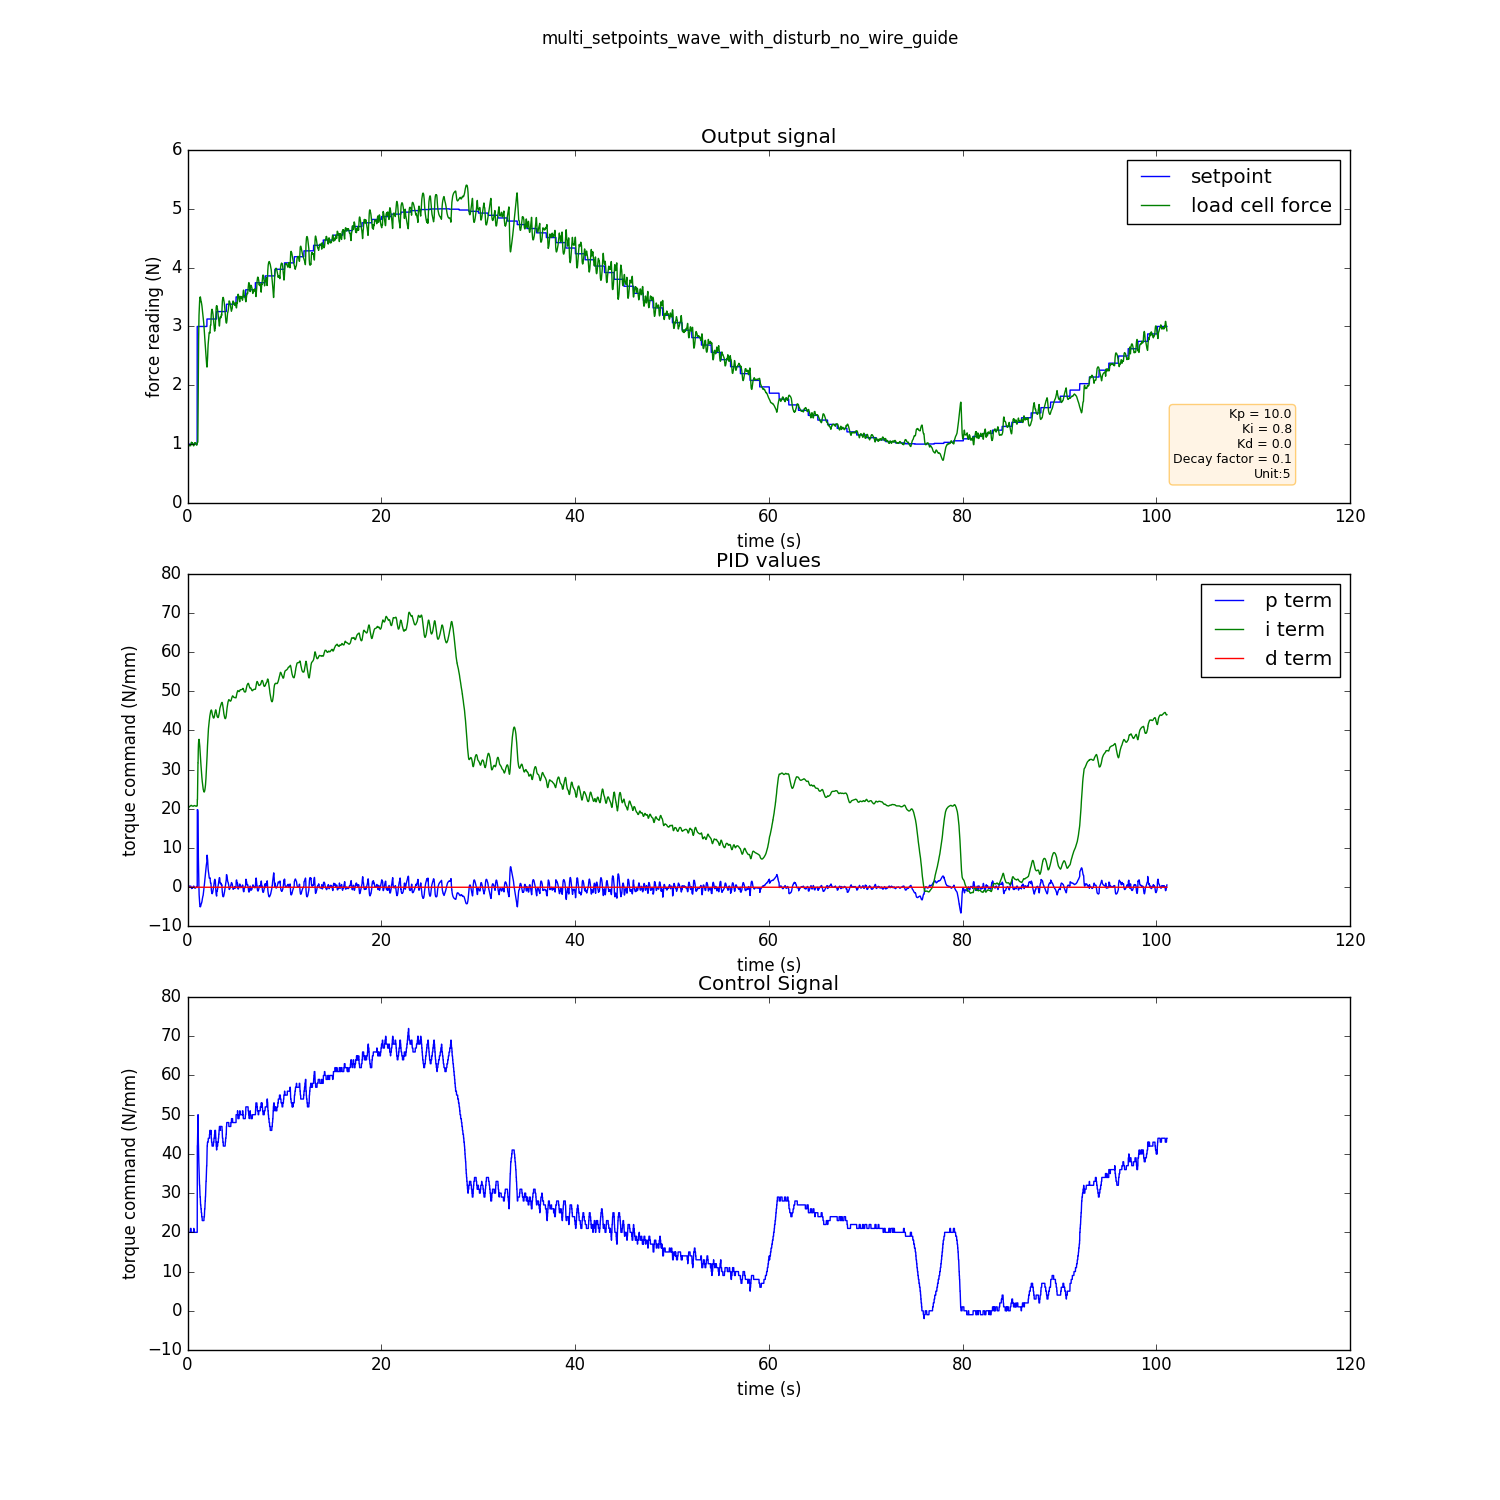 multi_setpoints_wave_with_disturb_no_wire_guide
Output signal
6
5
4
3
2
1
0
force reading (N)
setpoint
load cell force
Kp = 10.0
Ki = 0.8
Kd = 0.0
Decay factor = 0.1
Unit:5
0 20 40 60 80 100 120
time (s)
PID values
80
70
60
50
40
30
20
10
0
−10
torque command (N/mm)
p term
i term
d term
0 20 40 60 80 100 120
time (s)
Control Signal
80
70
60
50
40
30
20
10
0
−10
torque command (N/mm)
0 20 40 60 80 100 120
time (s)